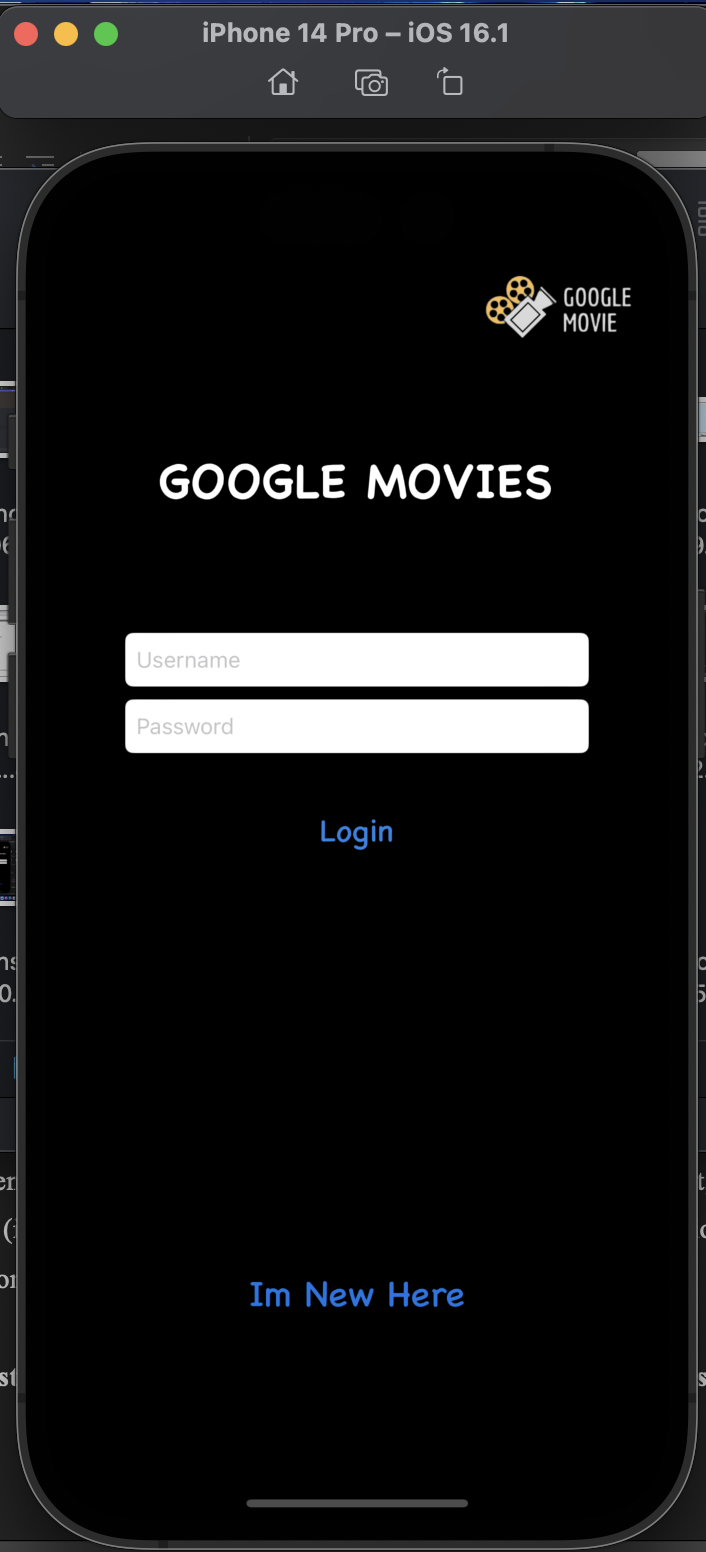 iPhone 14 Pro – iOS 16.1
GOOGLE
MOVIE
GOOGLE MOVIES
Username
Password
Login
Im New Here